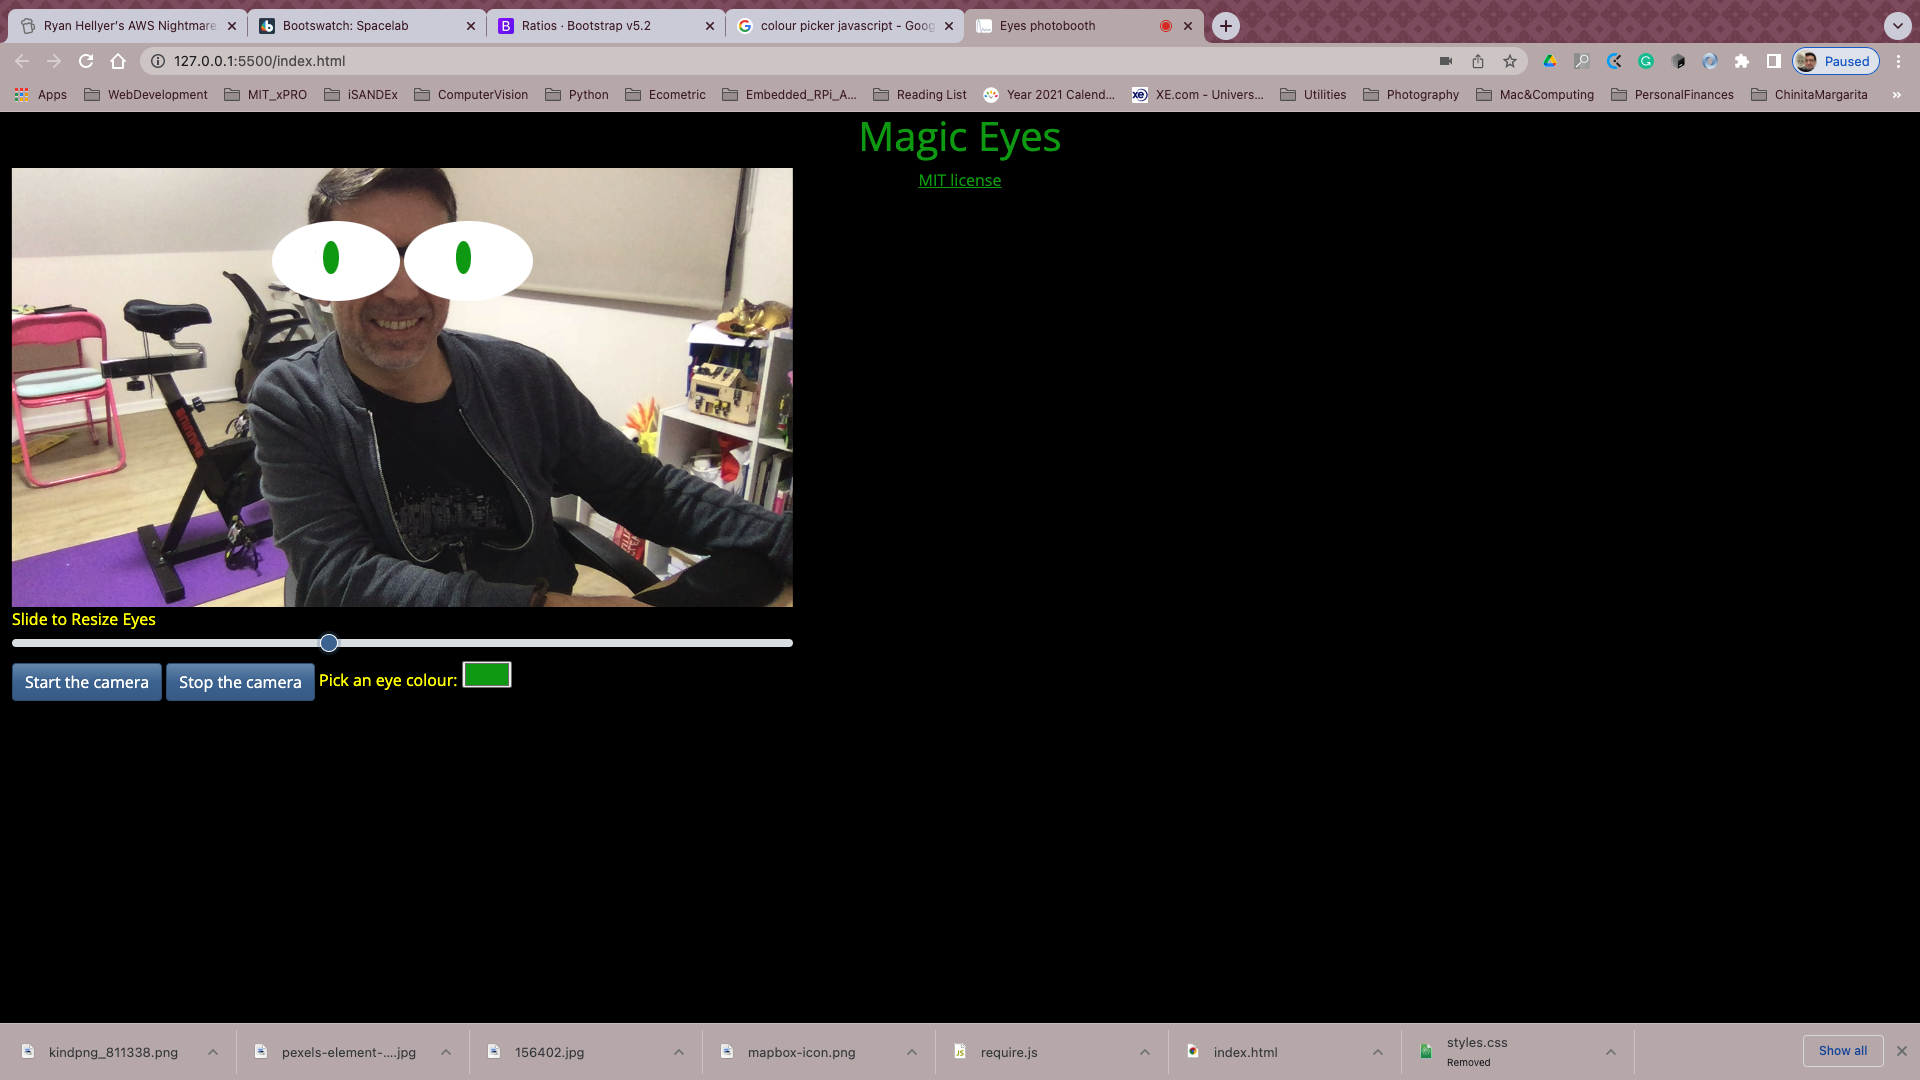 Ryan Hellyer's AWS Nightmare
Bootswatch: Spacelab
Ratios · Bootstrap v5.2
colour picker javascript - Goog
Eyes photobooth
127.0.0.1:5500/index.html
Paused
Apps
WebDevelopment
MIT_xPRO
iSANDEx
ComputerVision
Python
Ecometric
Embedded_RPi_A...
Reading List
Year 2021 Calend...
XE.com - Univers...
Utilities
Photography
Mac&Computing
PersonalFinances
ChinitaMargarita
»
Magic Eyes
MIT license
Slide to Resize Eyes
Start the camera
Stop the camera
Pick an eye colour:
kindpng_811338.png
pexels-element-....jpg
156402.jpg
mapbox-icon.png
require.js
index.html
styles.css
Removed
Show all